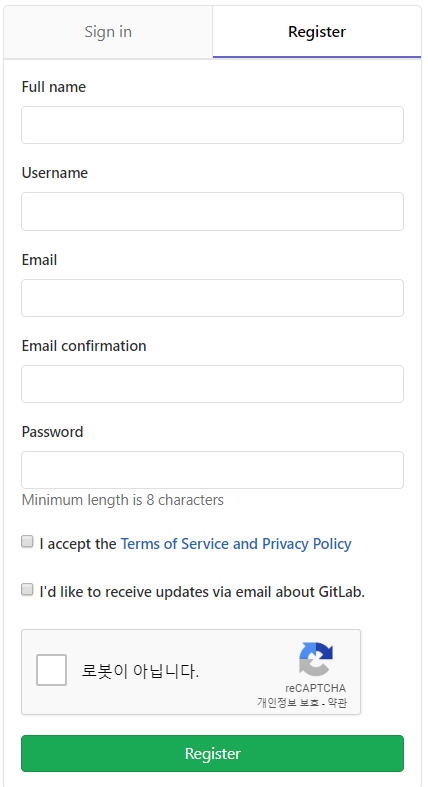 Sign in
Register
Full name
Username
Email
Email confirmation
Password
Minimum length is 8 characters
I accept the Terms of Service and Privacy Policy
I'd like to receive updates via email about GitLab.
로봇이 아닙니다.
reCAPTCHA
개인정보 보호 - 약관
Register